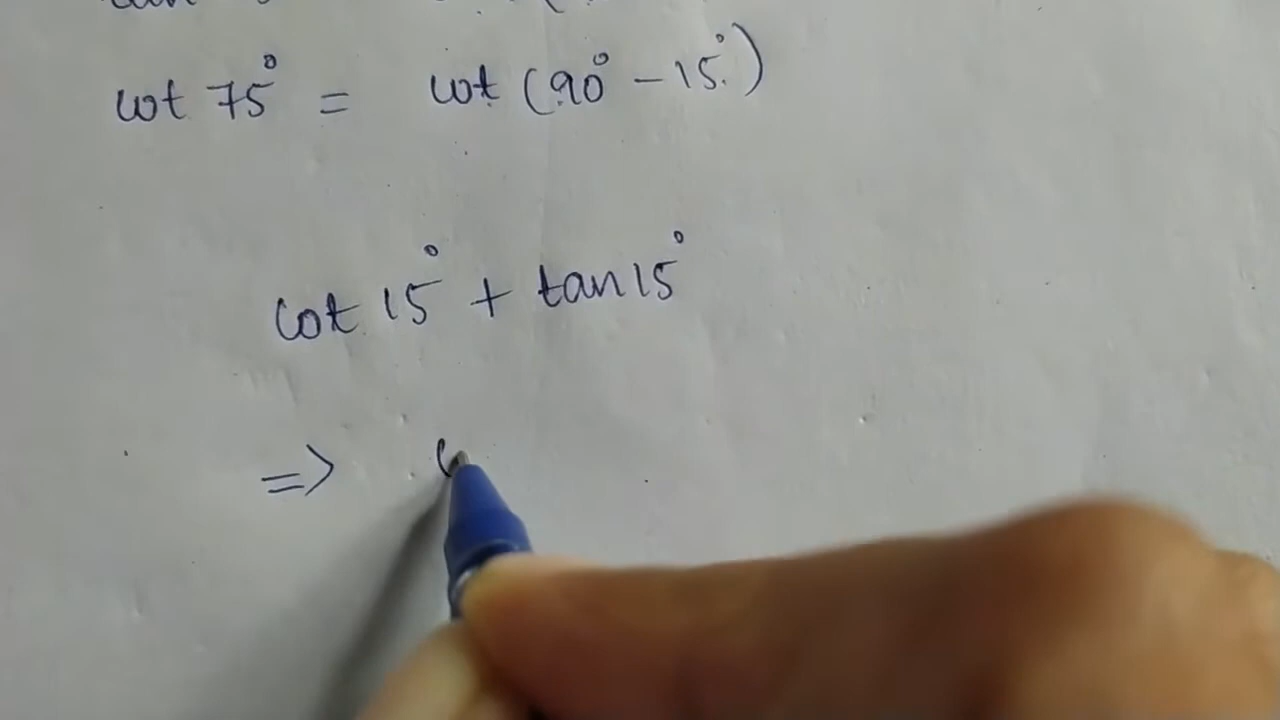 cot 75° = cot (90° - 15°)
cot 15° + tan 15°
=> (